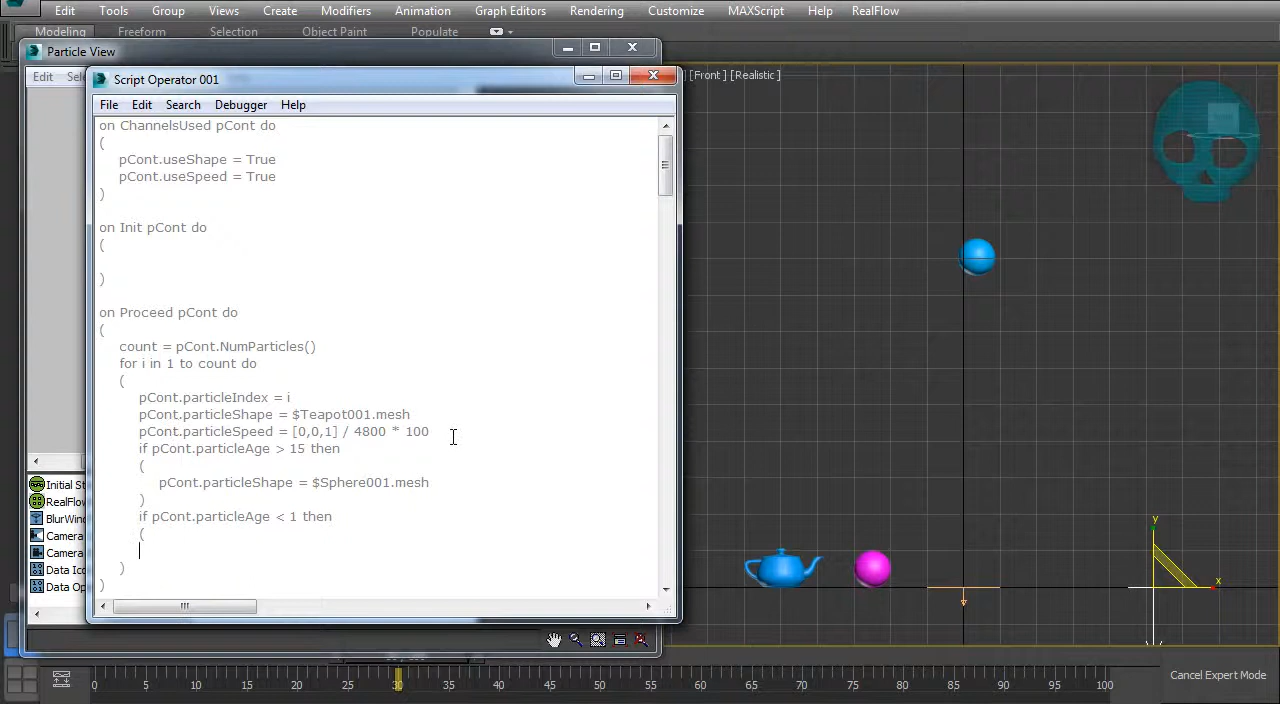 Edit Tools Group Views Create Modifiers Animation Graph Editors Rendering Customize MAXScript Help RealFlow
Modeling Freeform Selection Object Paint Populate
Particle View
Edit
Script Operator 001
[Front ] [Realistic ]
File Edit Search Debugger Help
on ChannelsUsed pCont do
(
pCont.useShape = True
pCont.useSpeed = True
)
on Init pCont do
(
)
on Proceed pCont do
(
count = pCont.NumParticles()
for i in 1 to count do
(
pCont.particleIndex = i
pCont.particleShape = $Teapot001.mesh
pCont.particleSpeed = [0,0,1] / 4800 * 100
if pCont.particleAge > 15 then
(
pCont.particleShape = $Sphere001.mesh
)
if pCont.particleAge < 1 then
(
)
)
Initial St
RealFlow
BlurWind
Camera
Camera
Data Ico
Data Op
y
x
0 5 10 15 20 25 30 35 40 45 50 55 60 65 70 75 80 85 90 95 100
Cancel Expert Mode